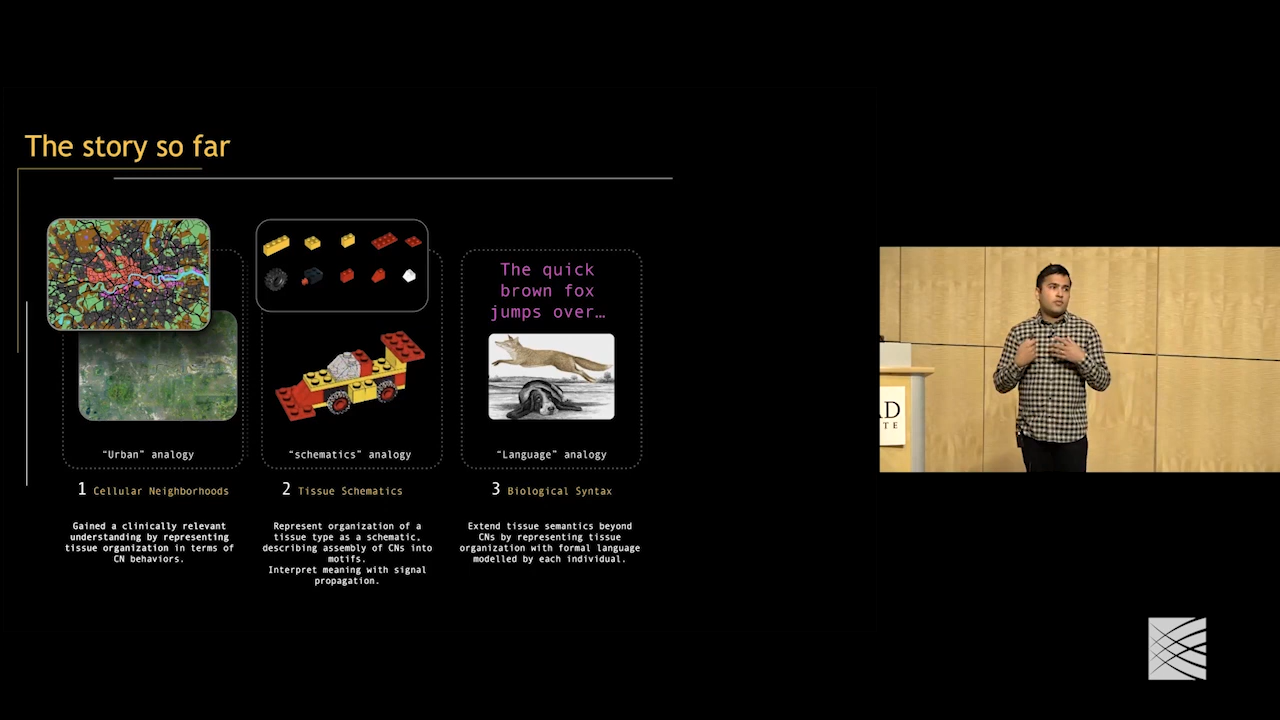 The story so far
The quick
brown fox
jumps over…
“Urban” analogy
“schematics” analogy
“Language” analogy
1 Cellular Neighborhoods
2 Tissue Schematics
3 Biological Syntax
Gained a clinically relevant
understanding by representing
tissue organization in terms of
CN behaviors.
Represent organization of a
tissue type as a schematic,
describing assembly of CNs into
motifs.
Interpret meaning with signal
propagation.
Extend tissue semantics beyond
CNs by representing tissue
organization with formal language
modelled by each individual.
AD
TE